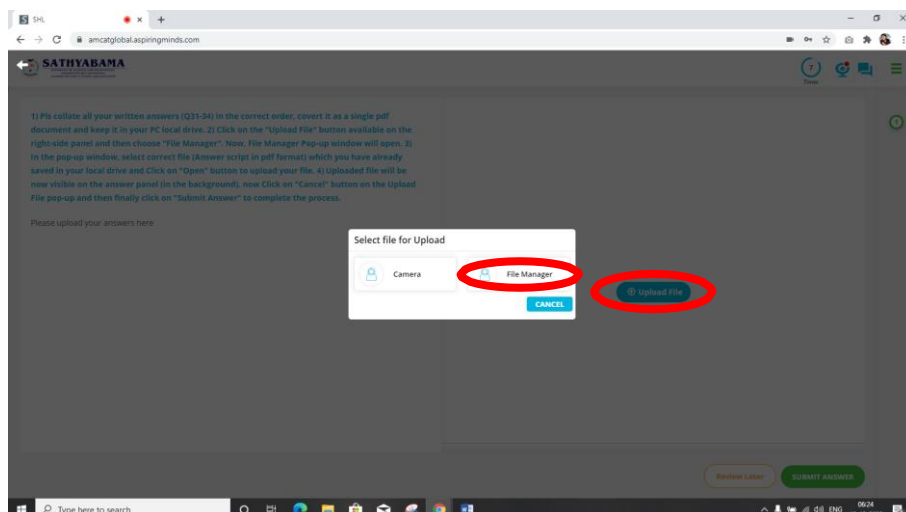 SHL
amcatglobal.aspiringminds.com
SATHYABAMA
7
1) Pls collate all your written answers (Q31-34) in the correct order, covert it as a single pdf
document and keep it in your PC local drive. 2) Click on the "Upload File" button available on the
right-side panel and then choose "File Manager". Now, File Manager Pop-up window will open. 3)
In the pop-up window, select correct file (Answer script in pdf format) which you have already
saved in your local drive and Click on "Open" button to upload your file. 4) Uploaded file will be
now visible on the answer panel (in the background), now Click on "Cancel" button on the Upload
File pop-up and then finally click on "Submit Answer" to complete the process.
Please upload your answers here
Select file for Upload
Camera
File Manager
CANCEL
Upload File
Review Later
SUBMIT ANSWER
Type here to search
ENG
06:24